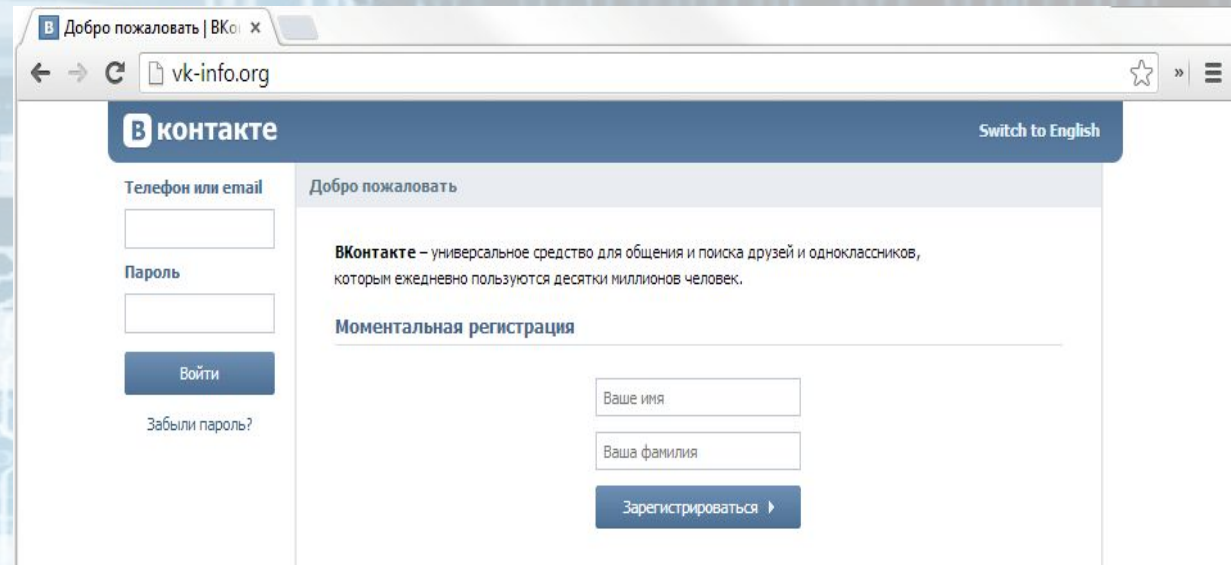 В Добро пожаловать | ВКо
vk-info.org
В контакте
Switch to English
Телефон или email
Пароль
Войти
Забыли пароль?
Добро пожаловать
ВКонтакте – универсальное средство для общения и поиска друзей и одноклассников,
которым ежедневно пользуются десятки миллионов человек.
Моментальная регистрация
Ваше имя
Ваша фамилия
Зарегистрироваться